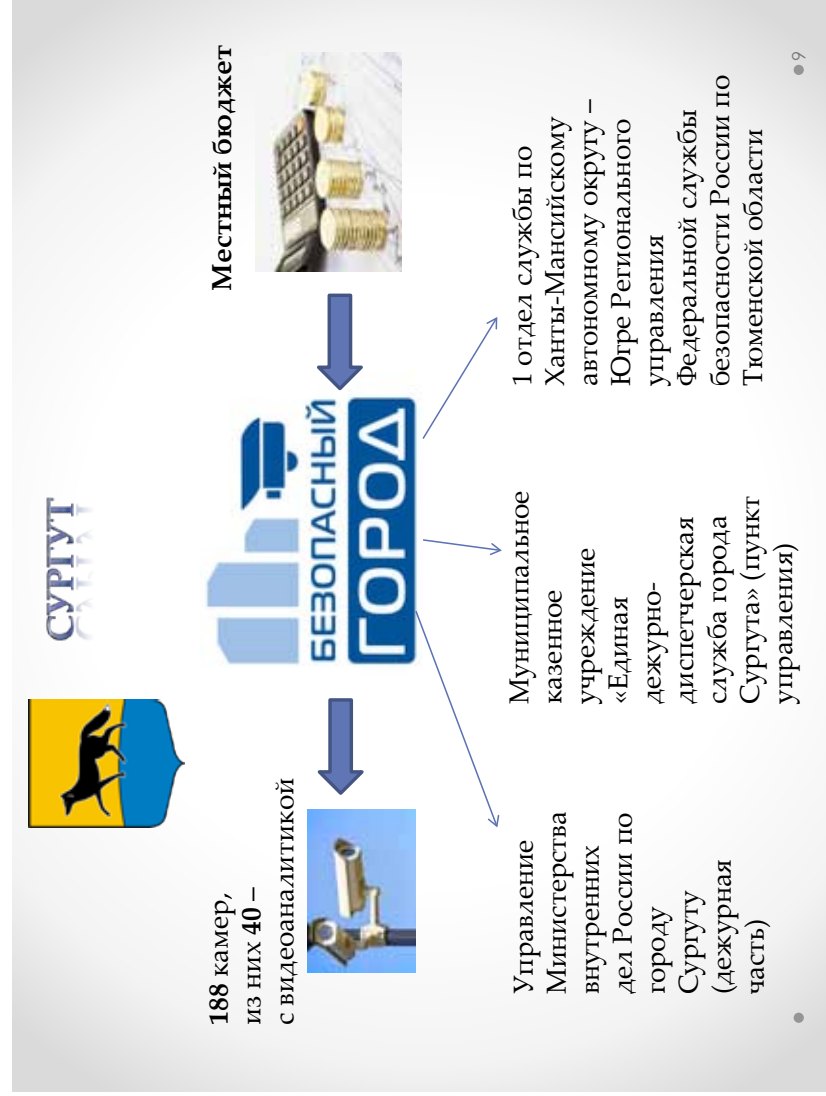 СУРГУТ
188 камер,
из них 40 –
с видеоаналитикой
БЕЗОПАСНЫЙ
ГОРОД
Местный бюджет
Управление
Министерства
внутренних
дел России по
городу
Сургуту
(дежурная
часть)
Муниципальное
казенное
учреждение
«Единая
дежурно-
диспетчерская
служба города
Сургута» (пункт
управления)
1 отдел службы по
Ханты-Мансийскому
автономному округу –
Югре Регионального
управления
Федеральной службы
безопасности России по
Тюменской области
9